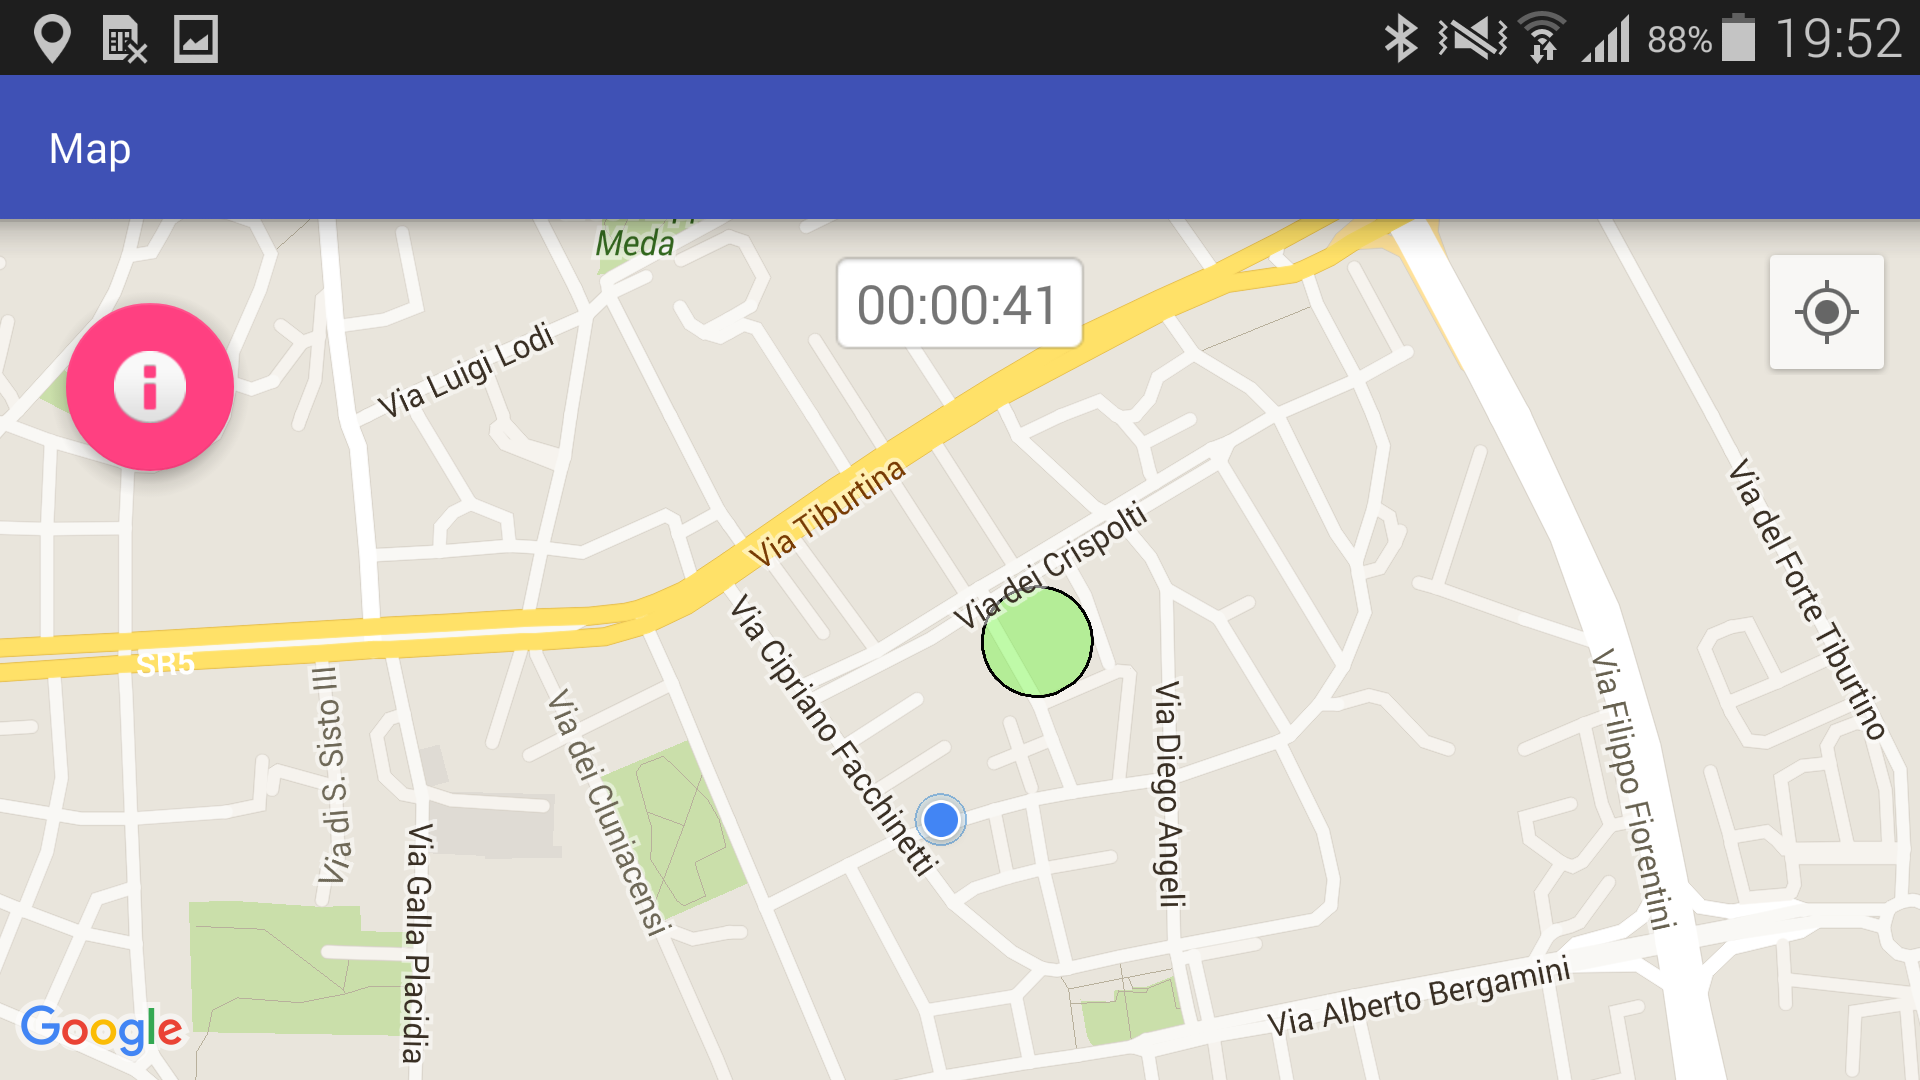 88% 19:52
Map
Meda
00:00:41
Via Luigi Lodi
Via Tiburtina
Via dei Crispolti
Via del Forte Tiburtino
SR5
Via di S. Sisto III
Via dei Cluniacensi
Via Cipriano Facchinetti
Via Diego Angeli
Via Filippo Fiorentini
Via Galla Placidia
Via Alberto Bergamini
Google